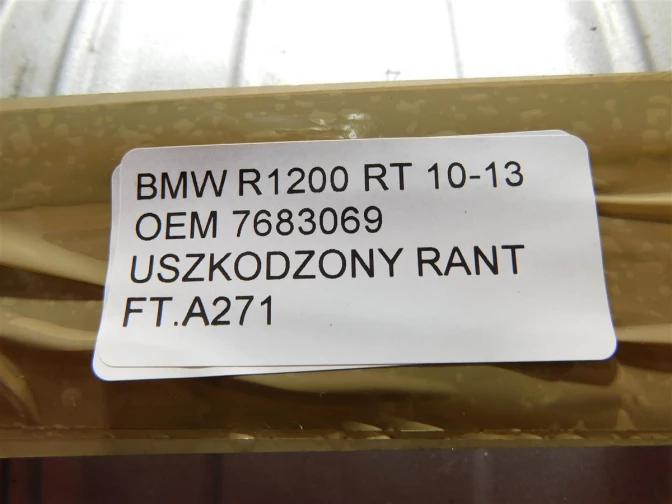 BMW R1200 RT 10-13
OEM 7683069
USZKODZONY RANT
FT.A271